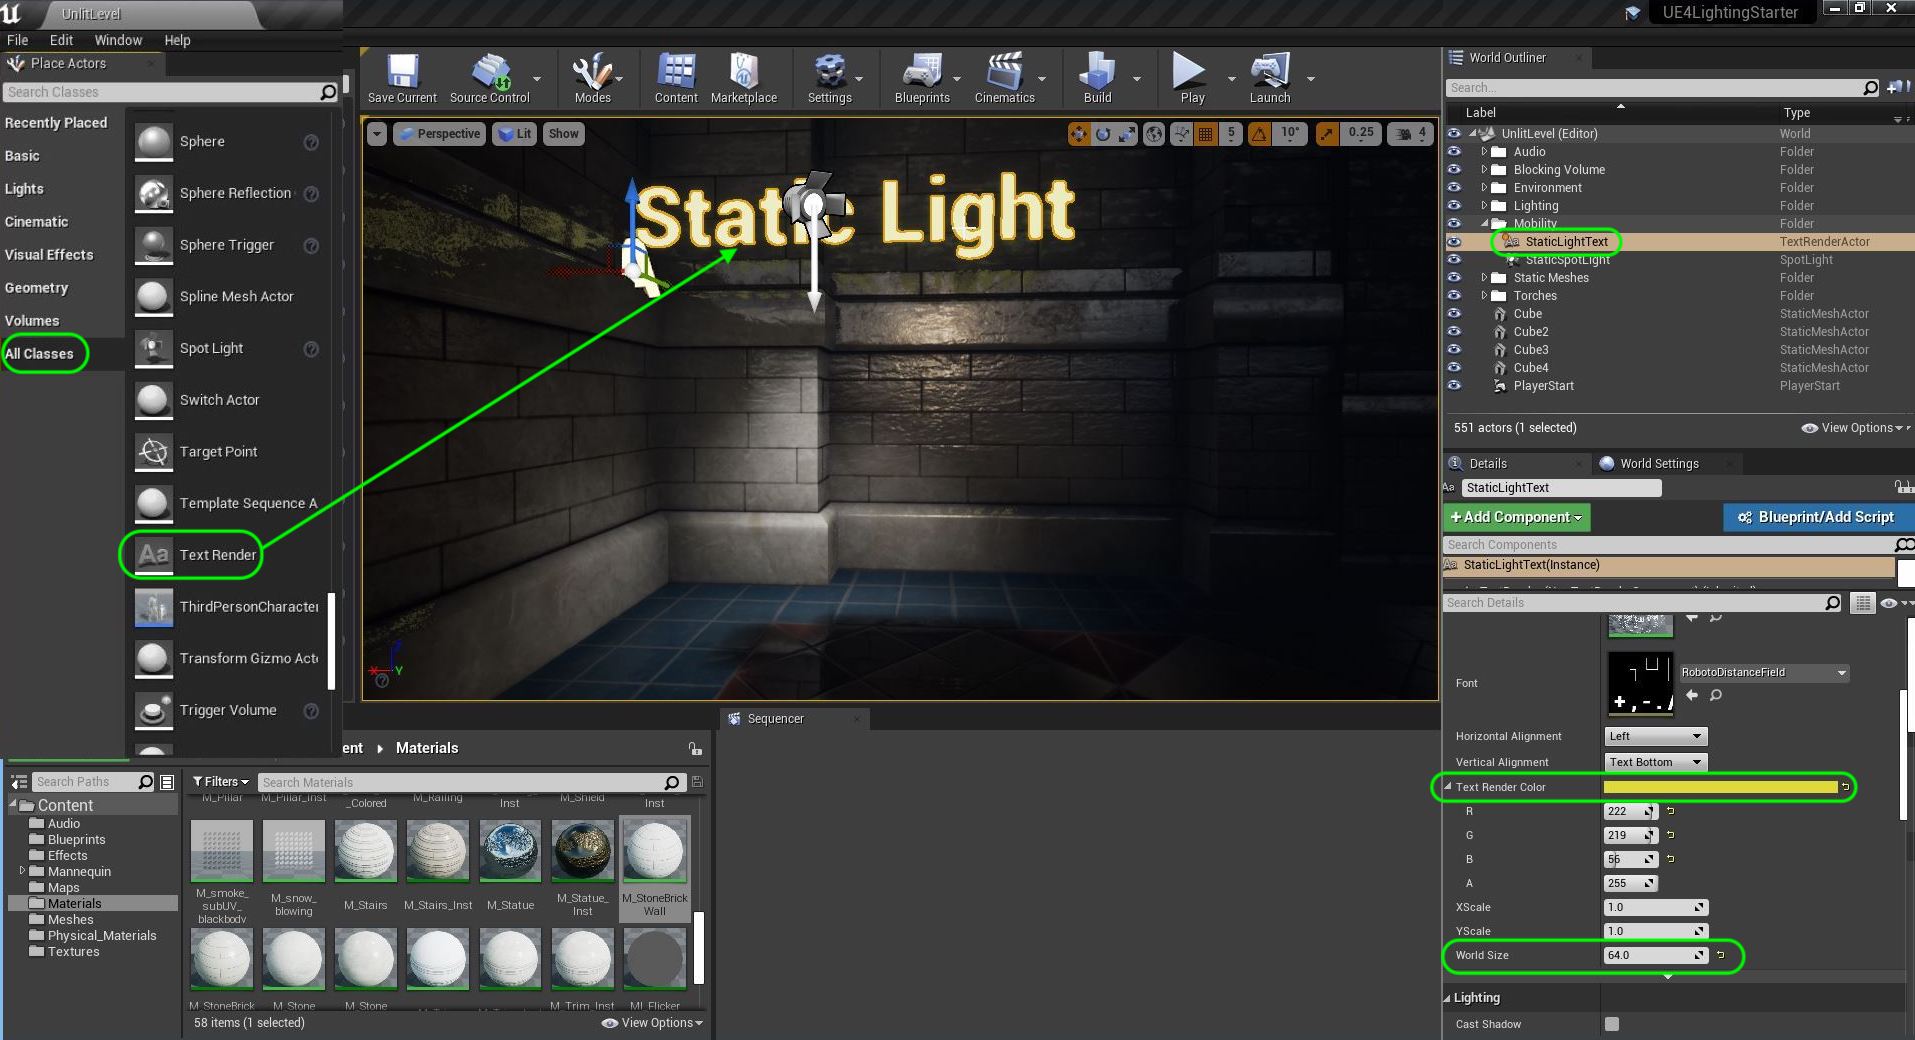 UnlitLevel
UE4LightingStarter
File Edit Window Help
Place Actors
Search Classes
Recently Placed
Basic
Lights
Cinematic
Visual Effects
Geometry
Volumes
All Classes
Sphere
Sphere Reflection
Sphere Trigger
Spline Mesh Actor
Spot Light
Switch Actor
Target Point
Template Sequence A
Text Render
ThirdPersonCharacter
Transform Gizmo Act
Trigger Volume
Save Current
Source Control
Modes
Content
Marketplace
Settings
Blueprints
Cinematics
Build
Play
Launch
Perspective
Lit
Show
5
10°
0.25
4
Static Light
X Y Z
World Outliner
Search...
Label Type
UnlitLevel (Editor) World
Audio Folder
Blocking Volume Folder
Environment Folder
Lighting Folder
Mobility Folder
StaticLightText TextRenderActor
StaticSpotLight SpotLight
Static Meshes Folder
Torches Folder
Cube StaticMeshActor
Cube2 StaticMeshActor
Cube3 StaticMeshActor
Cube4 StaticMeshActor
PlayerStart PlayerStart
551 actors (1 selected)
View Options
Details
World Settings
StaticLightText
+Add Component
Blueprint/Add Script
Search Components
StaticLightText(Instance)
Search Details
Font
RobotoDistanceField
Horizontal Alignment Left
Vertical Alignment Text Bottom
Text Render Color
R 222
G 219
B 56
A 255
XScale 1.0
YScale 1.0
World Size 64.0
Lighting
Cast Shadow
Sequencer
ent ▸ Materials
Search Paths
Filters
Search Materials
Content
Audio
Blueprints
Effects
Mannequin
Maps
Materials
Meshes
Physical_Materials
Textures
M_Pillar
M_Pillar_Inst
_Colored
M_Railing
Inst
M_Shield
Inst
M_smoke_
subUV_
blackbody
M_snow_
blowing
M_Stairs
M_Stairs_Inst
M_Statue
M_Statue_
Inst
M_StoneBrick
Wall
M_StoneBrick
M_Stone
M_Stone
M_Trim_Inst
MI_Flicker
58 items (1 selected)
View Options